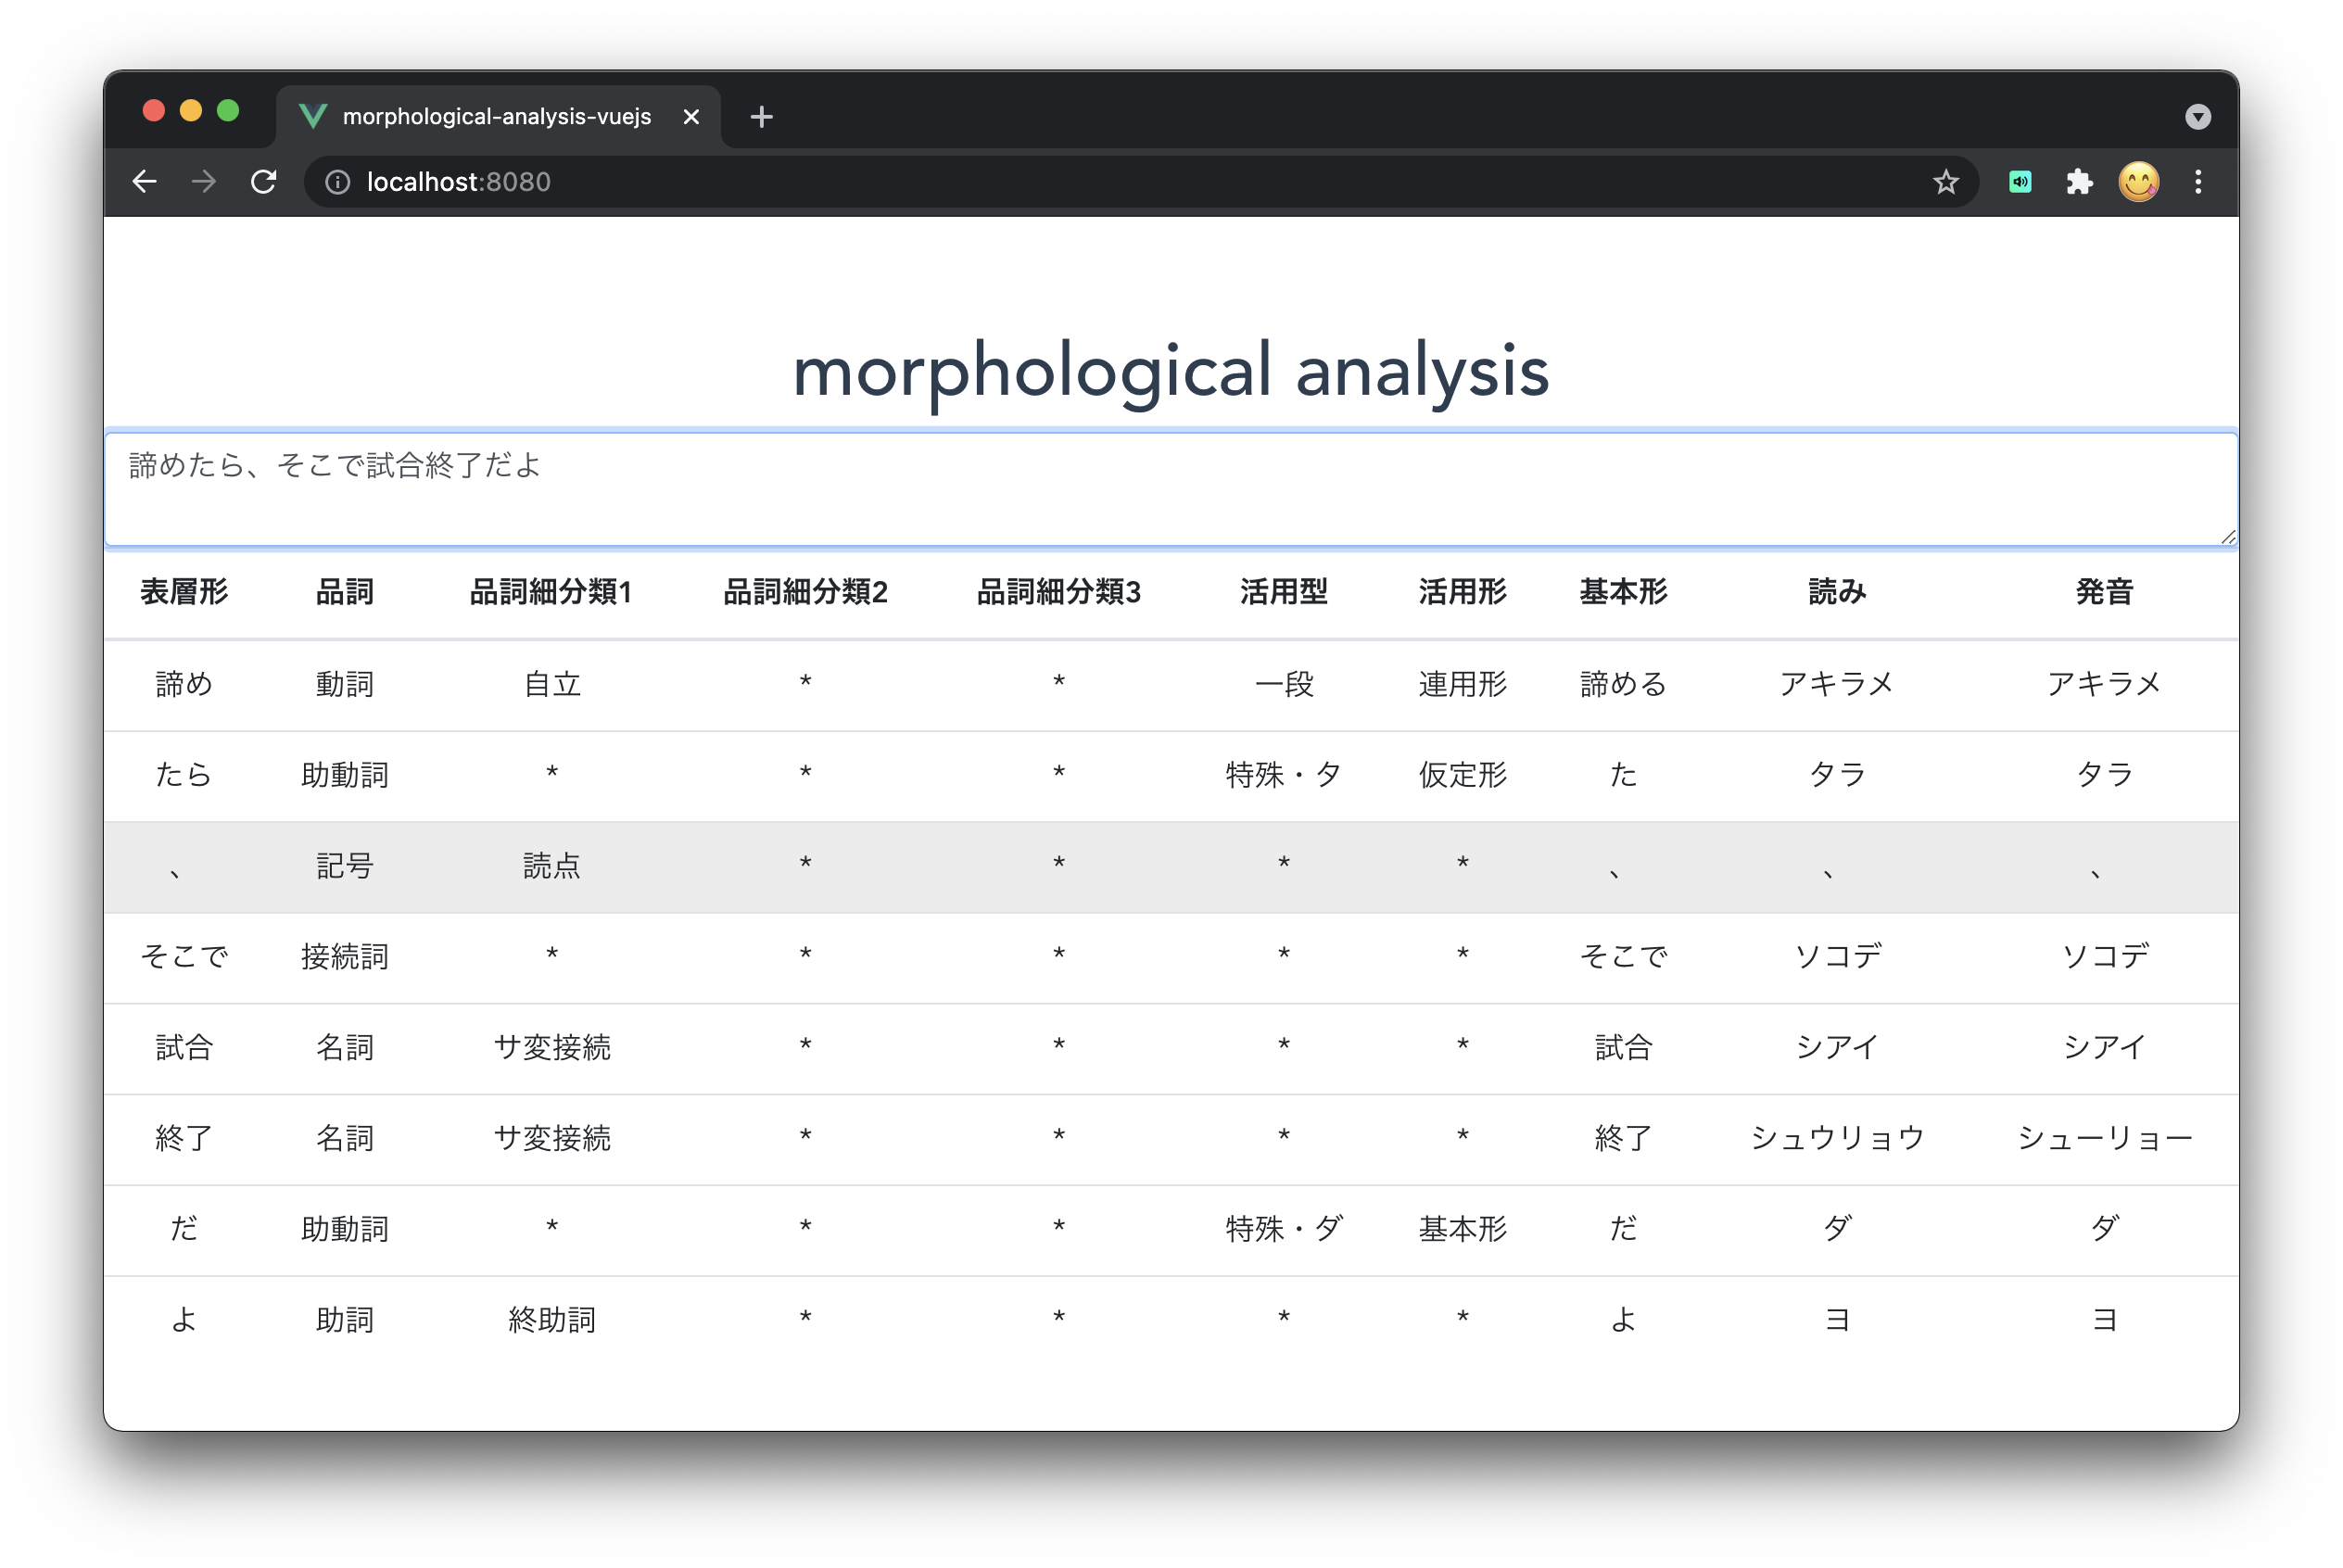 morphological-analysis-vuejs
localhost:8080
morphological analysis
諦めたら、そこで試合終了だよ
表層形 品詞 品詞細分類1 品詞細分類2 品詞細分類3 活用型 活用形 基本形 読み 発音
諦め 動詞 自立 * * 一段 連用形 諦める アキラメ アキラメ
たら 助動詞 * * * 特殊・タ 仮定形 た タラ タラ
、 記号 読点 * * * * 、 、 、
そこで 接続詞 * * * * * そこで ソコデ ソコデ
試合 名詞 サ変接続 * * * * 試合 シアイ シアイ
終了 名詞 サ変接続 * * * * 終了 シュウリョウ シューリョー
だ 助動詞 * * * 特殊・ダ 基本形 だ ダ ダ
よ 助詞 終助詞 * * * * よ ヨ ヨ